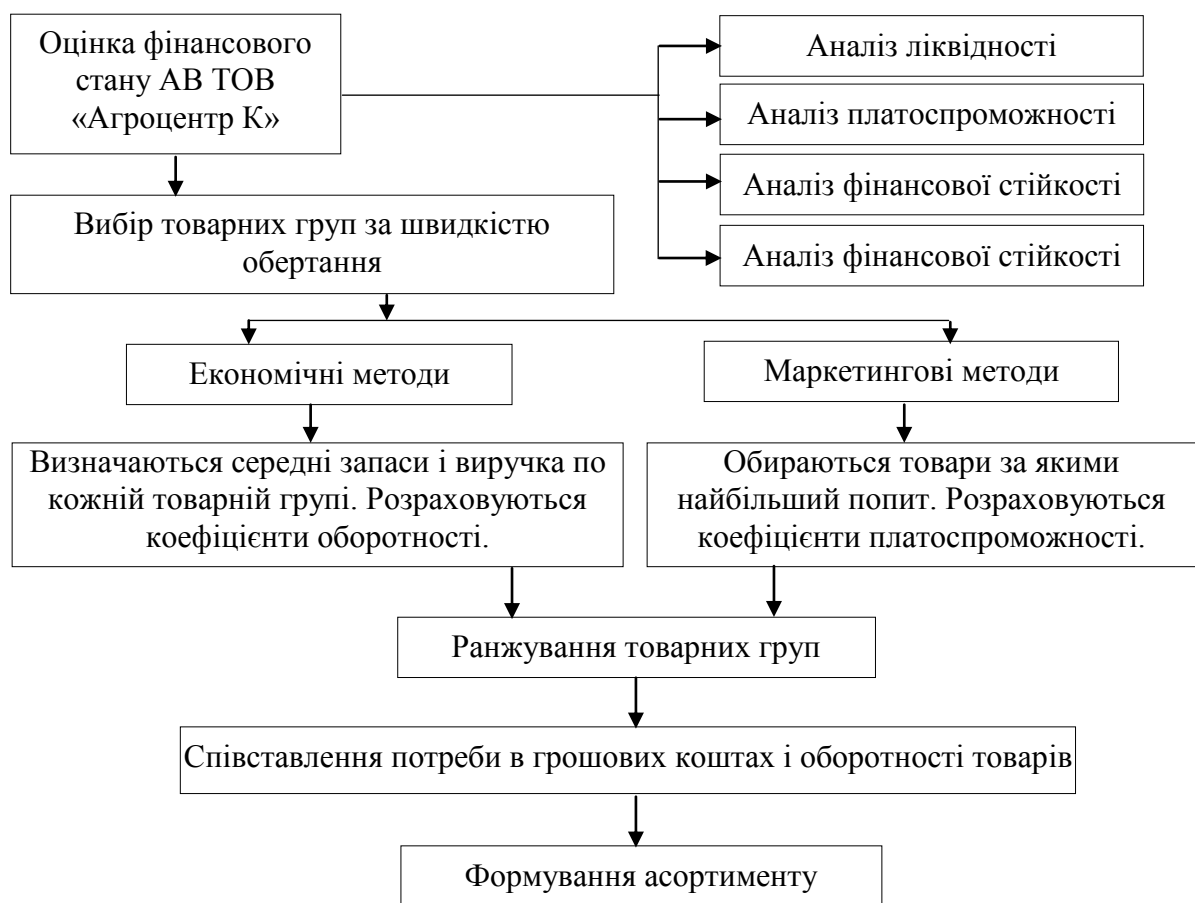 Оцінка фінансового
стану АВ ТОВ
«Агроцентр К»
Аналіз ліквідності
Аналіз платоспроможності
Аналіз фінансової стійкості
Аналіз фінансової стійкості
Вибір товарних груп за швидкістю
обертання
Економічні методи
Маркетингові методи
Визначаються середні запаси і виручка по
кожній товарній групі. Розраховуються
коефіцієнти оборотності.
Обираються товари за якими
найбільший попит. Розраховуються
коефіцієнти платоспроможності.
Ранжування товарних груп
Співставлення потреби в грошових коштах і оборотності товарів
Формування асортименту